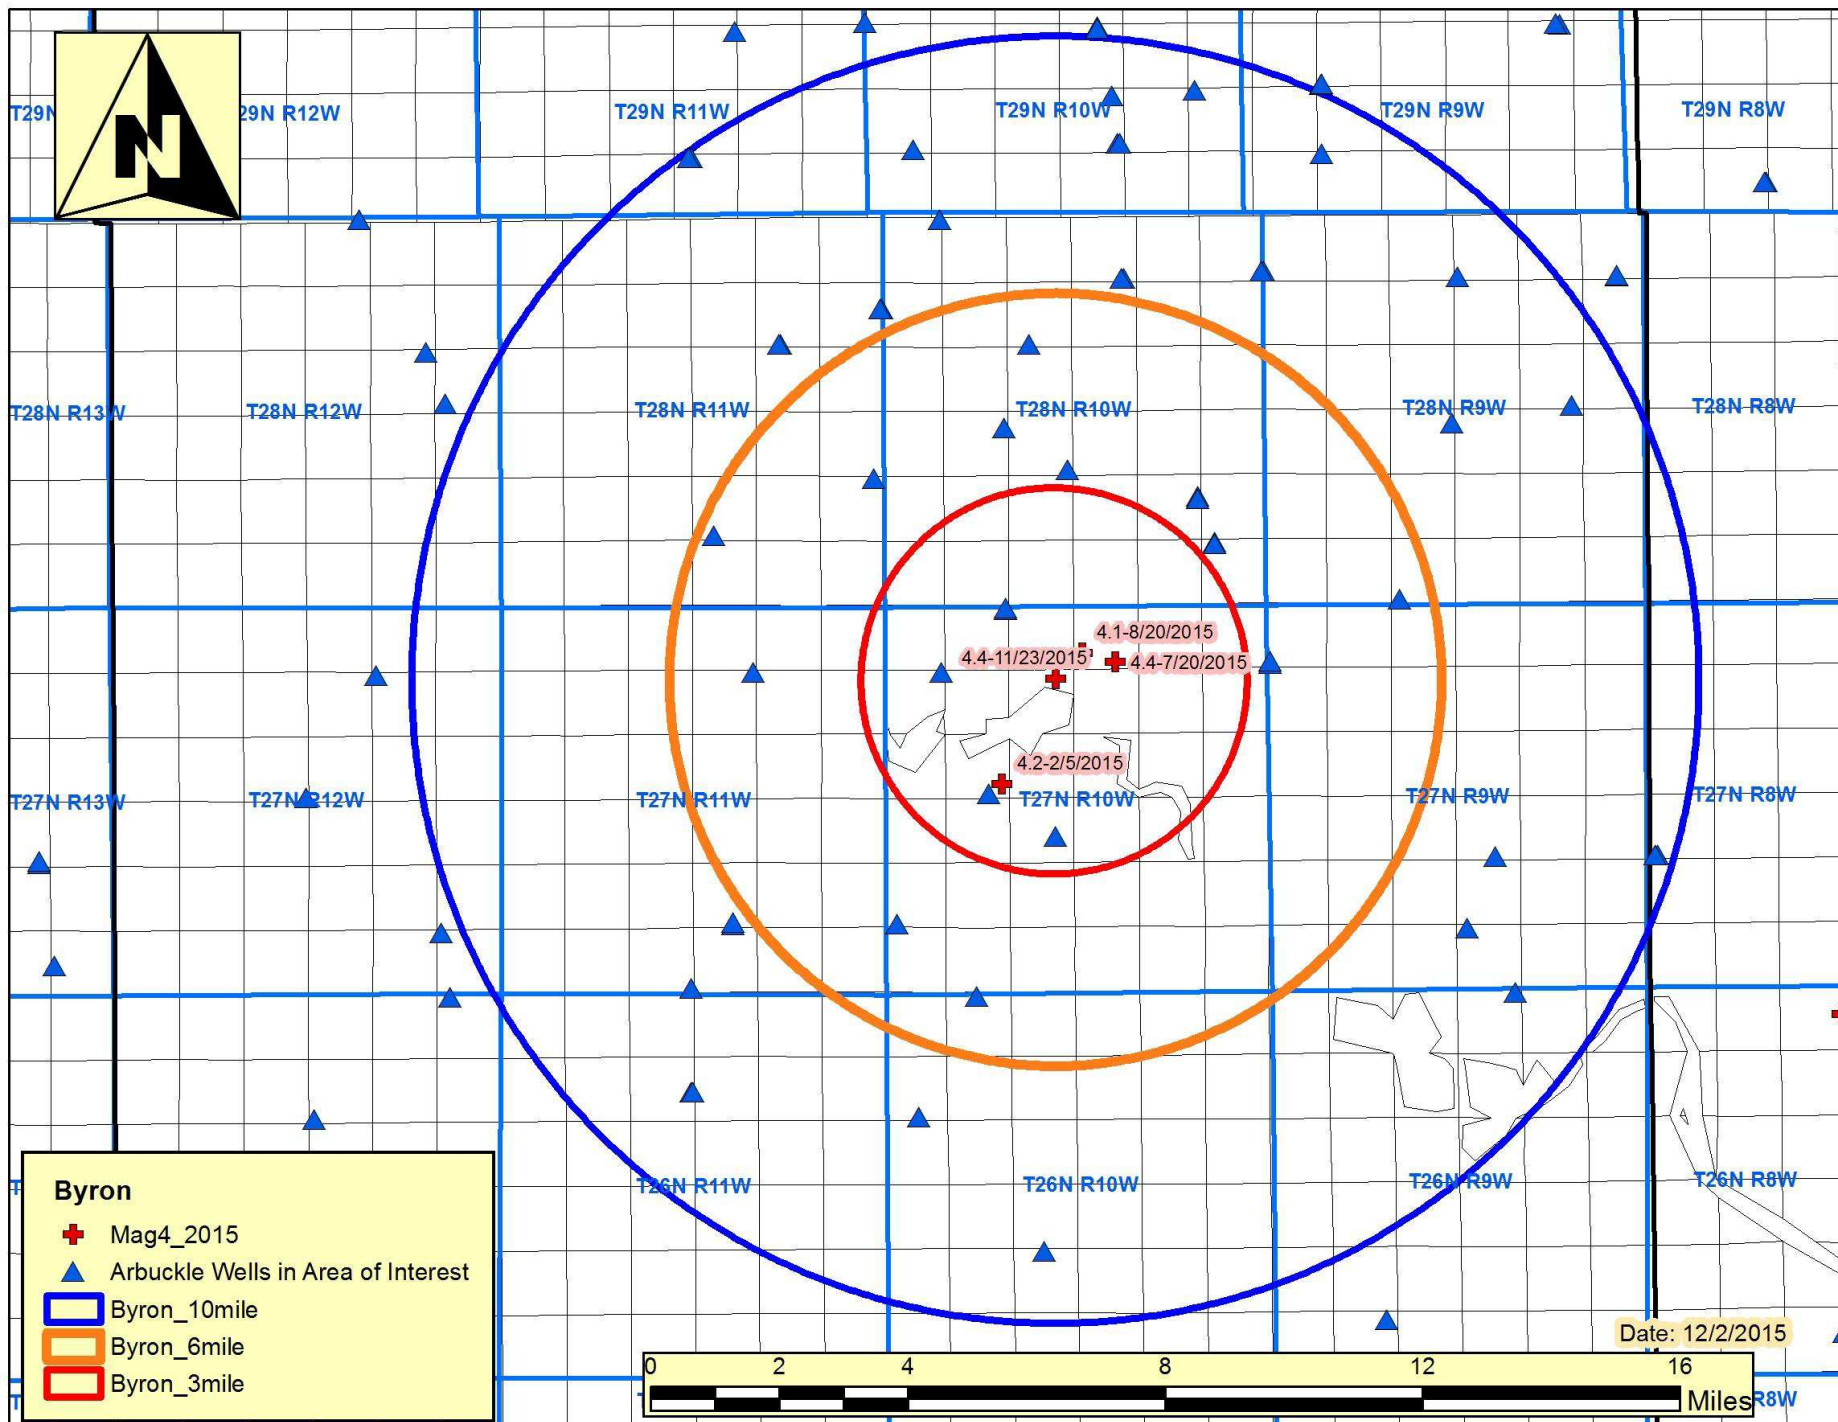 T29N
N
29N R12W
T29N R11W
T29N R10W
T29N R9W
T29N R8W
T28N R13W
T28N R12W
T28N R11W
T28N R10W
T28N R9W
T28N R8W
4.1-8/20/2015
4.4-11/23/2015
4.4-7/20/2015
4.2-2/5/2015
T27N R13W
T27N R12W
T27N R11W
T27N R10W
T27N R9W
T27N R8W
T26N R11W
T26N R10W
T26N R9W
T26N R8W
Byron
Mag4_2015
Arbuckle Wells in Area of Interest
Byron_10mile
Byron_6mile
Byron_3mile
Date: 12/2/2015
0 2 4 8 12 16
Miles
R8W